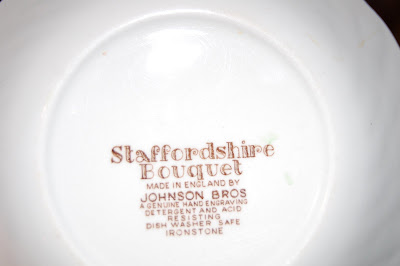 Staffordshire
Bouquet
MADE IN ENGLAND BY
JOHNSON BROS
A GENUINE HAND ENGRAVING
DETERGENT AND ACID
RESISTING
DISH WASHER SAFE
IRONSTONE